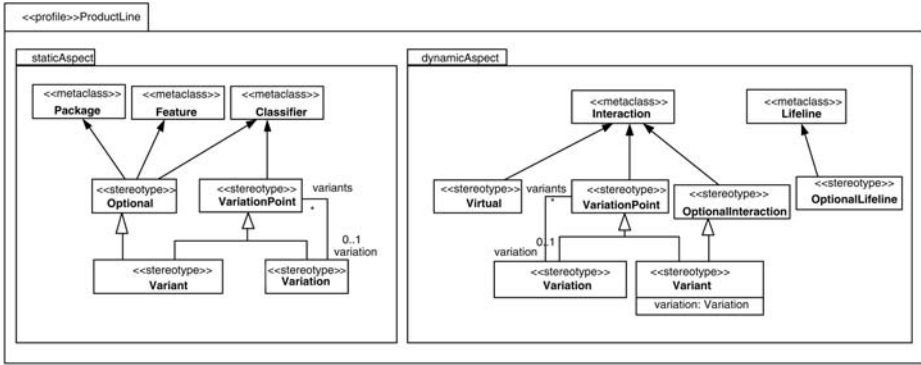 <<profile>>ProductLine
staticAspect
<<metaclass>>
Package
<<metaclass>>
Feature
<<metaclass>>
Classifier
<<stereotype>>
Optional
<<stereotype>>
VariationPoint
variants
*
0..1
variation
<<stereotype>>
Variant
<<stereotype>>
Variation
dynamicAspect
<<metaclass>>
Interaction
<<metaclass>>
Lifeline
<<stereotype>>
Virtual
variants
*
<<stereotype>>
VariationPoint
<<stereotype>>
OptionalInteraction
<<stereotype>>
OptionalLifeline
variation
0..1
<<stereotype>>
Variation
<<stereotype>>
Variant
variation: Variation